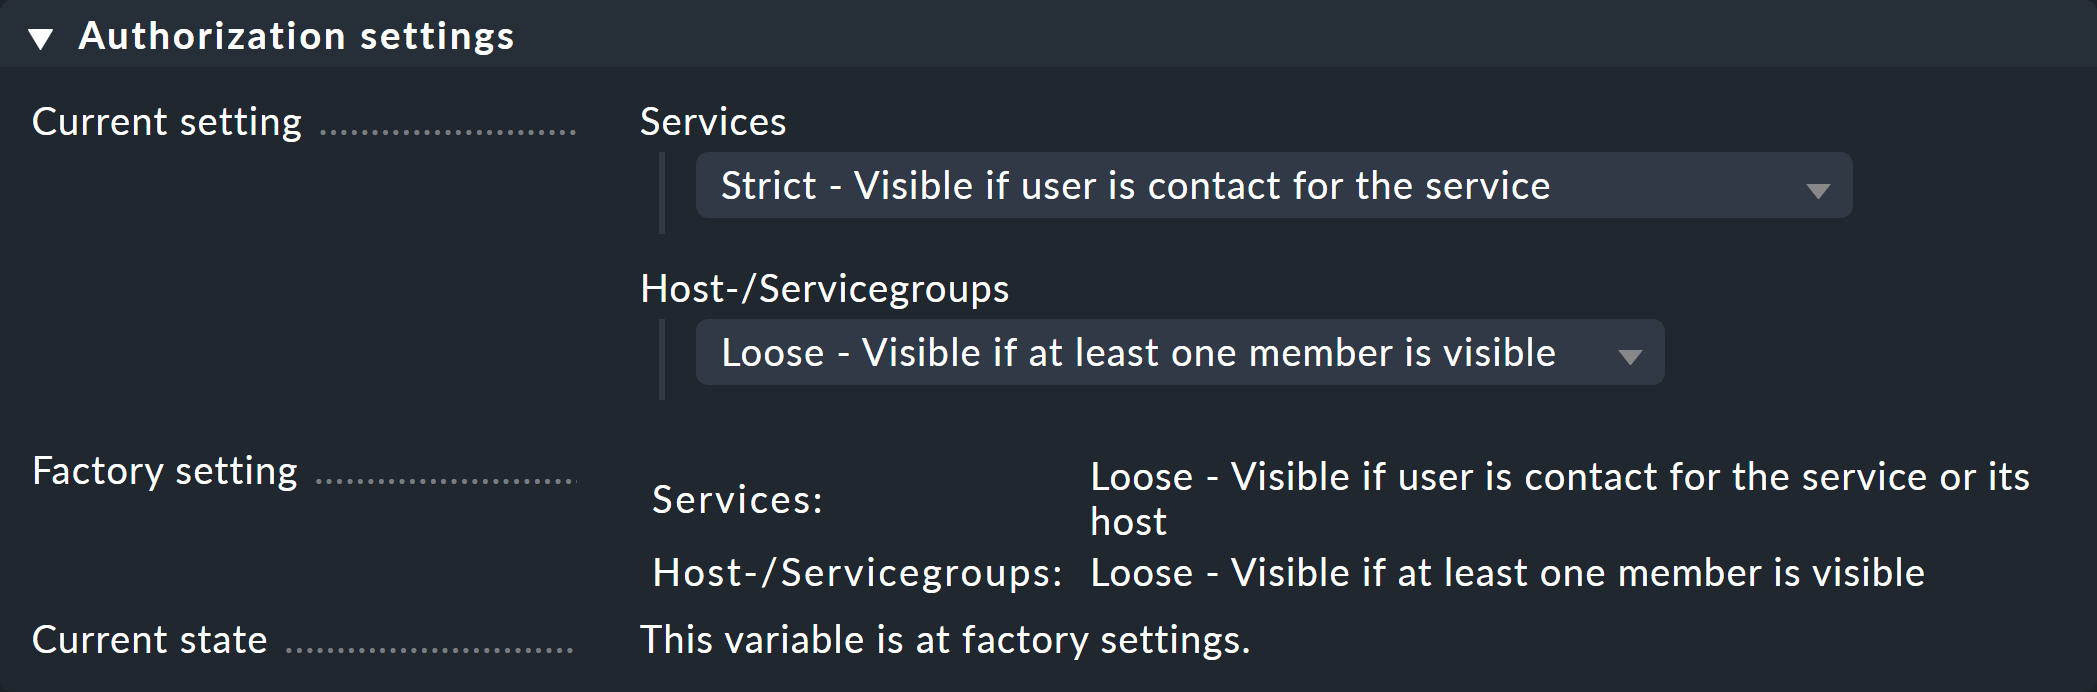 Authorization settings
Current setting
Services
Strict - Visible if user is contact for the service
Host-/Servicegroups
Loose - Visible if at least one member is visible
Factory setting
Services:
Loose - Visible if user is contact for the service or its
host
Host-/Servicegroups: Loose - Visible if at least one member is visible
Current state
This variable is at factory settings.